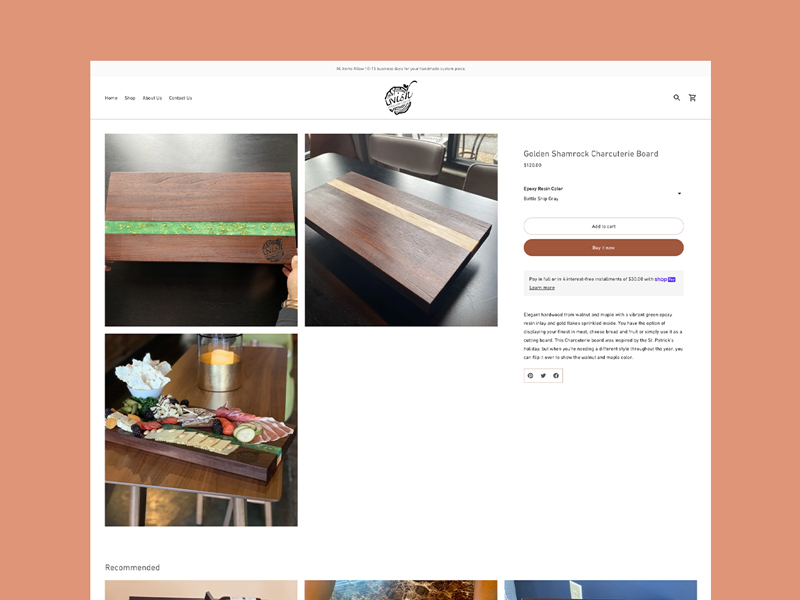 All items Allow 10-15 business days for your handmade custom piece.
Home
Shop
About Us
Contact Us
Nish
Golden Shamrock Charcuterie Board
$120.00
Epoxy Resin Color
Battle Ship Gray
Add to cart
Buy it now
Pay in full or in 4 interest-free installments of $30.00 with shop Pay
Learn more
Elegant hardwood from walnut and maple with a vibrant green epoxy
resin inlay and gold flakes sprinkled inside. You have the option of
displaying your finest in meat, cheese bread and fruit or simply use it as a
cutting board. This Charcuterie board was inspired by the St. Patrick's
holiday, but when you're needing a different style throughout the year, you
can flip it over to show the walnut and maple color.
Recommended